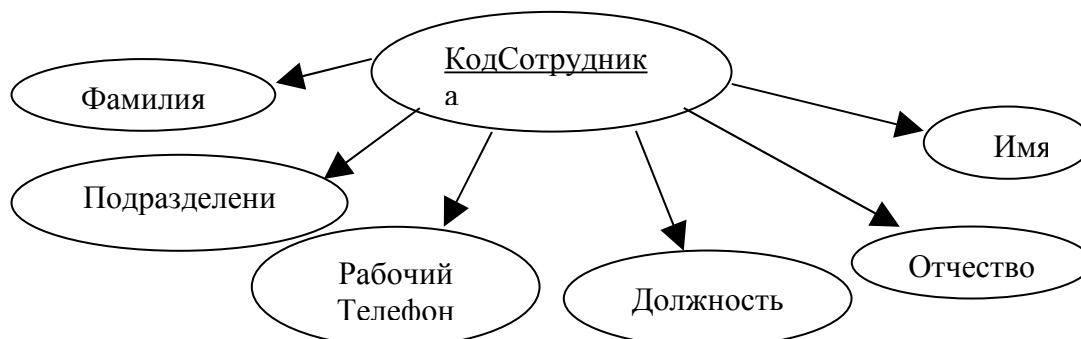 КодСотрудник
а
Фамилия
Имя
Подразделени
Отчество
Рабочий
Телефон
Должность